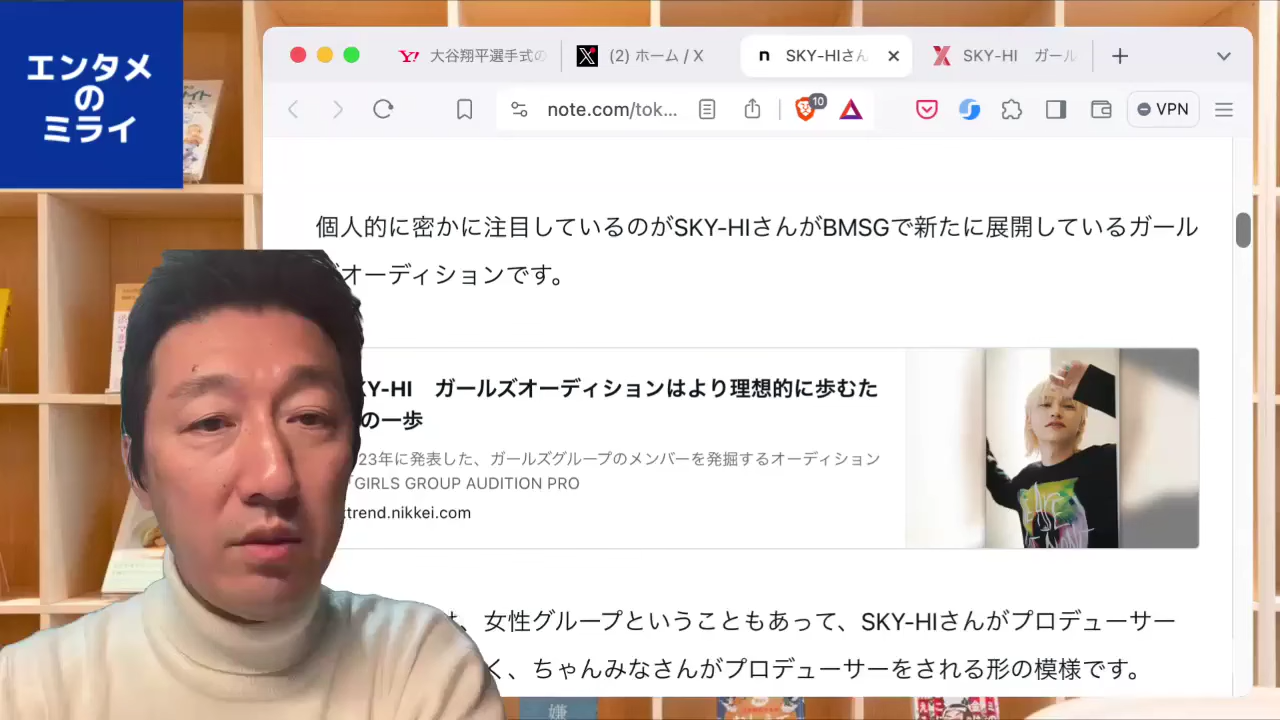 エンタメ
の
ミライ
大谷翔平選手式の
(2) ホーム / X
n SKY-HIさん
SKY-HI ガール
note.com/tok...
10
VPN
個人的に密かに注目しているのがSKY-HIさんがBMSGで新たに展開しているガール
オーディションです。
KY-HI ガールズオーディションはより理想的に歩むた
の一歩
23年に発表した、ガールズグループのメンバーを発掘するオーディション
「GIRLS GROUP AUDITION PRO
trend.nikkei.com
は、女性グループということもあって、SKY-HIさんがプロデューサー
く、ちゃんみなさんがプロデューサーをされる形の模様です。
嫌